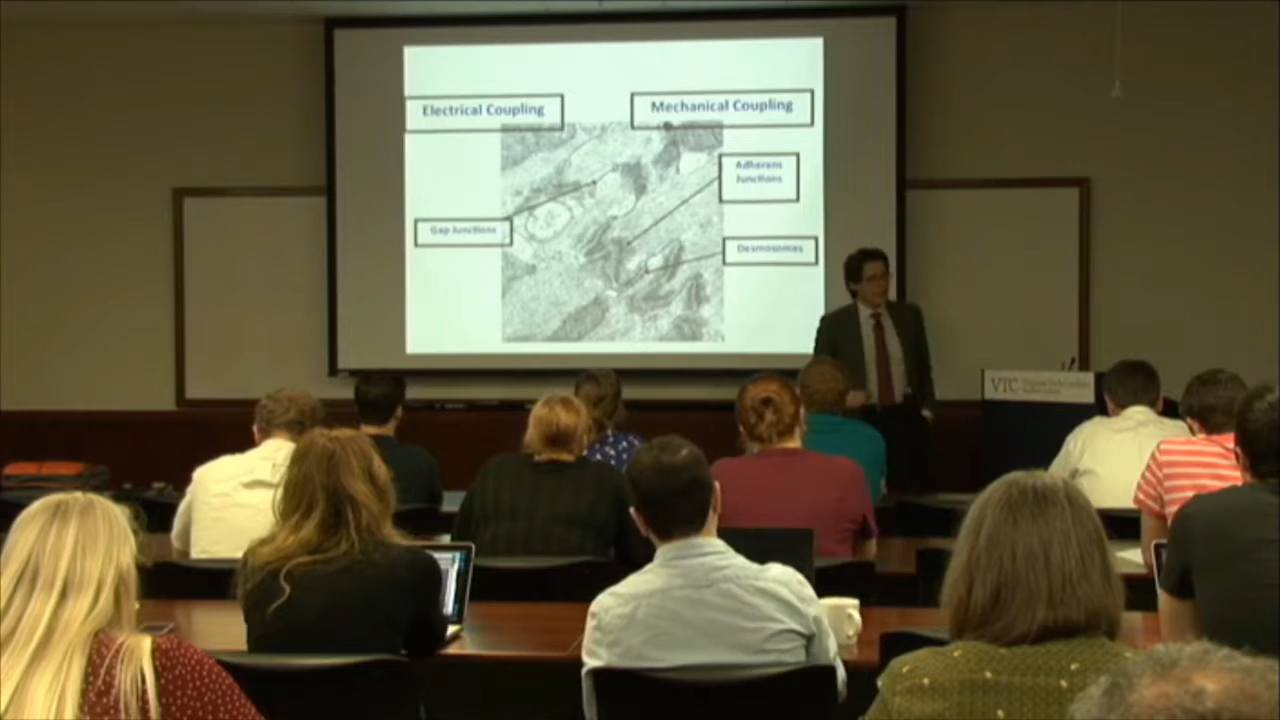 Electrical Coupling
Mechanical Coupling
Adherens
Junctions
Gap Junctions
Desmosomes
VTC